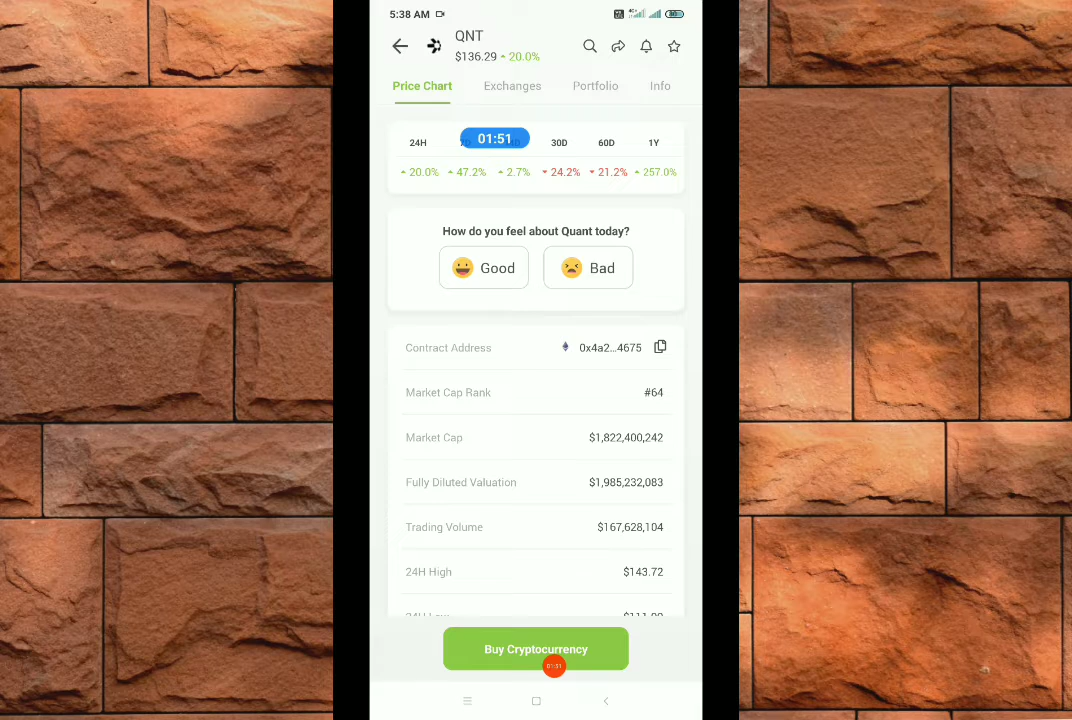 5:38 AM
QNT
$136.29 20.0%
Price Chart Exchanges Portfolio Info
01:51
24H 30D 60D 1Y
20.0% 47.2% 2.7% 24.2% 21.2% 257.0%
How do you feel about Quant today?
Good Bad
Contract Address 0x4a2...4675
Market Cap Rank #64
Market Cap $1,822,400,242
Fully Diluted Valuation $1,985,232,083
Trading Volume $167,628,104
24H High $143.72
Buy Cryptocurrency
01:51